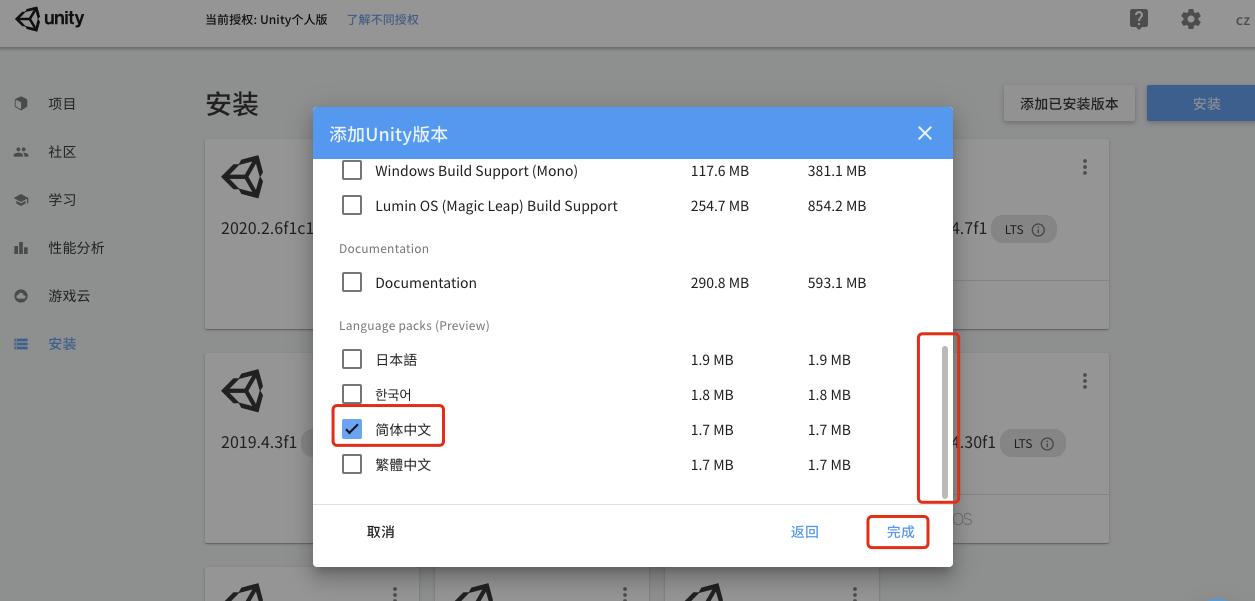 unity
当前授权: Unity个人版 了解不同授权
cz
项目
社区
学习
性能分析
游戏云
安装
安装
添加已安装版本
安装
2020.2.6f1c1
4.7f1 LTS
2019.4.3f1
4.30f1 LTS
OS
添加Unity版本
Windows Build Support (Mono) 117.6 MB 381.1 MB
Lumin OS (Magic Leap) Build Support 254.7 MB 854.2 MB
Documentation
Documentation 290.8 MB 593.1 MB
Language packs (Preview)
日本語 1.9 MB 1.9 MB
한국어 1.8 MB 1.8 MB
简体中文 1.7 MB 1.7 MB
繁體中文 1.7 MB 1.7 MB
取消
返回
完成